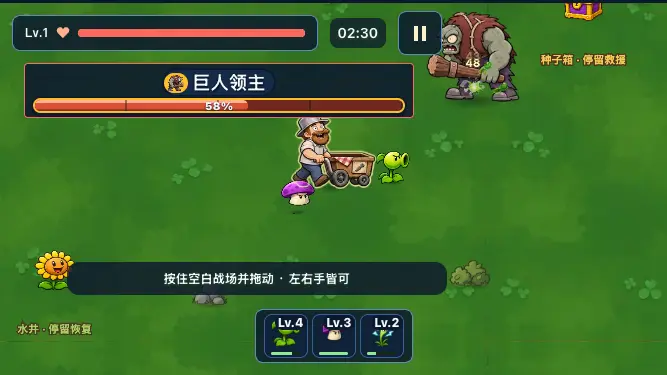 Lv.1
02:30
巨人领主
58%
48
种子箱 · 停留救援
按住空白战场并拖动 · 左右手皆可
水井 · 停留恢复
Lv.4
Lv.3
Lv.2